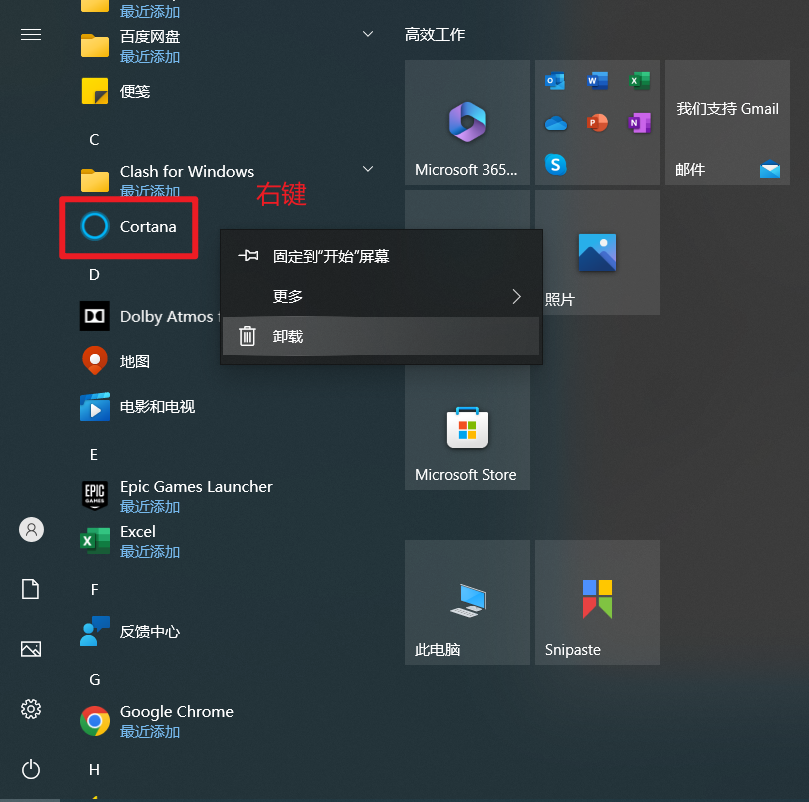 最近添加
百度网盘
最近添加
便笺
C
Clash for Windows
最近添加
右键
Cortana
D
Dolby Atmos
地图
电影和电视
E
Epic Games Launcher
最近添加
Excel
最近添加
F
反馈中心
G
Google Chrome
最近添加
H
固定到“开始”屏幕
更多
卸载
高效工作
Microsoft 365...
我们支持 Gmail
邮件
照片
Microsoft Store
此电脑
Snipaste
EPIC
GAMES